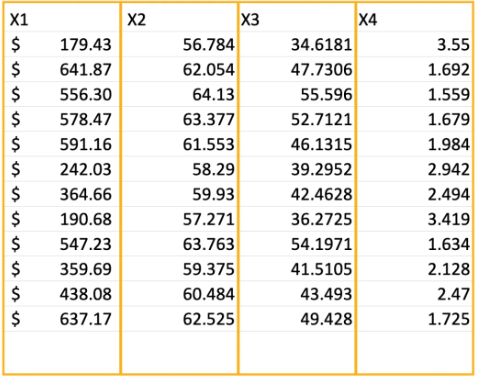 X1 X2 X3 X4
$ 179.43 56.784 34.6181 3.55
$ 641.87 62.054 47.7306 1.692
$ 556.30 64.13 55.596 1.559
$ 578.47 63.377 52.7121 1.679
$ 591.16 61.553 46.1315 1.984
$ 242.03 58.29 39.2952 2.942
$ 364.66 59.93 42.4628 2.494
$ 190.68 57.271 36.2725 3.419
$ 547.23 63.763 54.1971 1.634
$ 359.69 59.375 41.5105 2.128
$ 438.08 60.484 43.493 2.47
$ 637.17 62.525 49.428 1.725